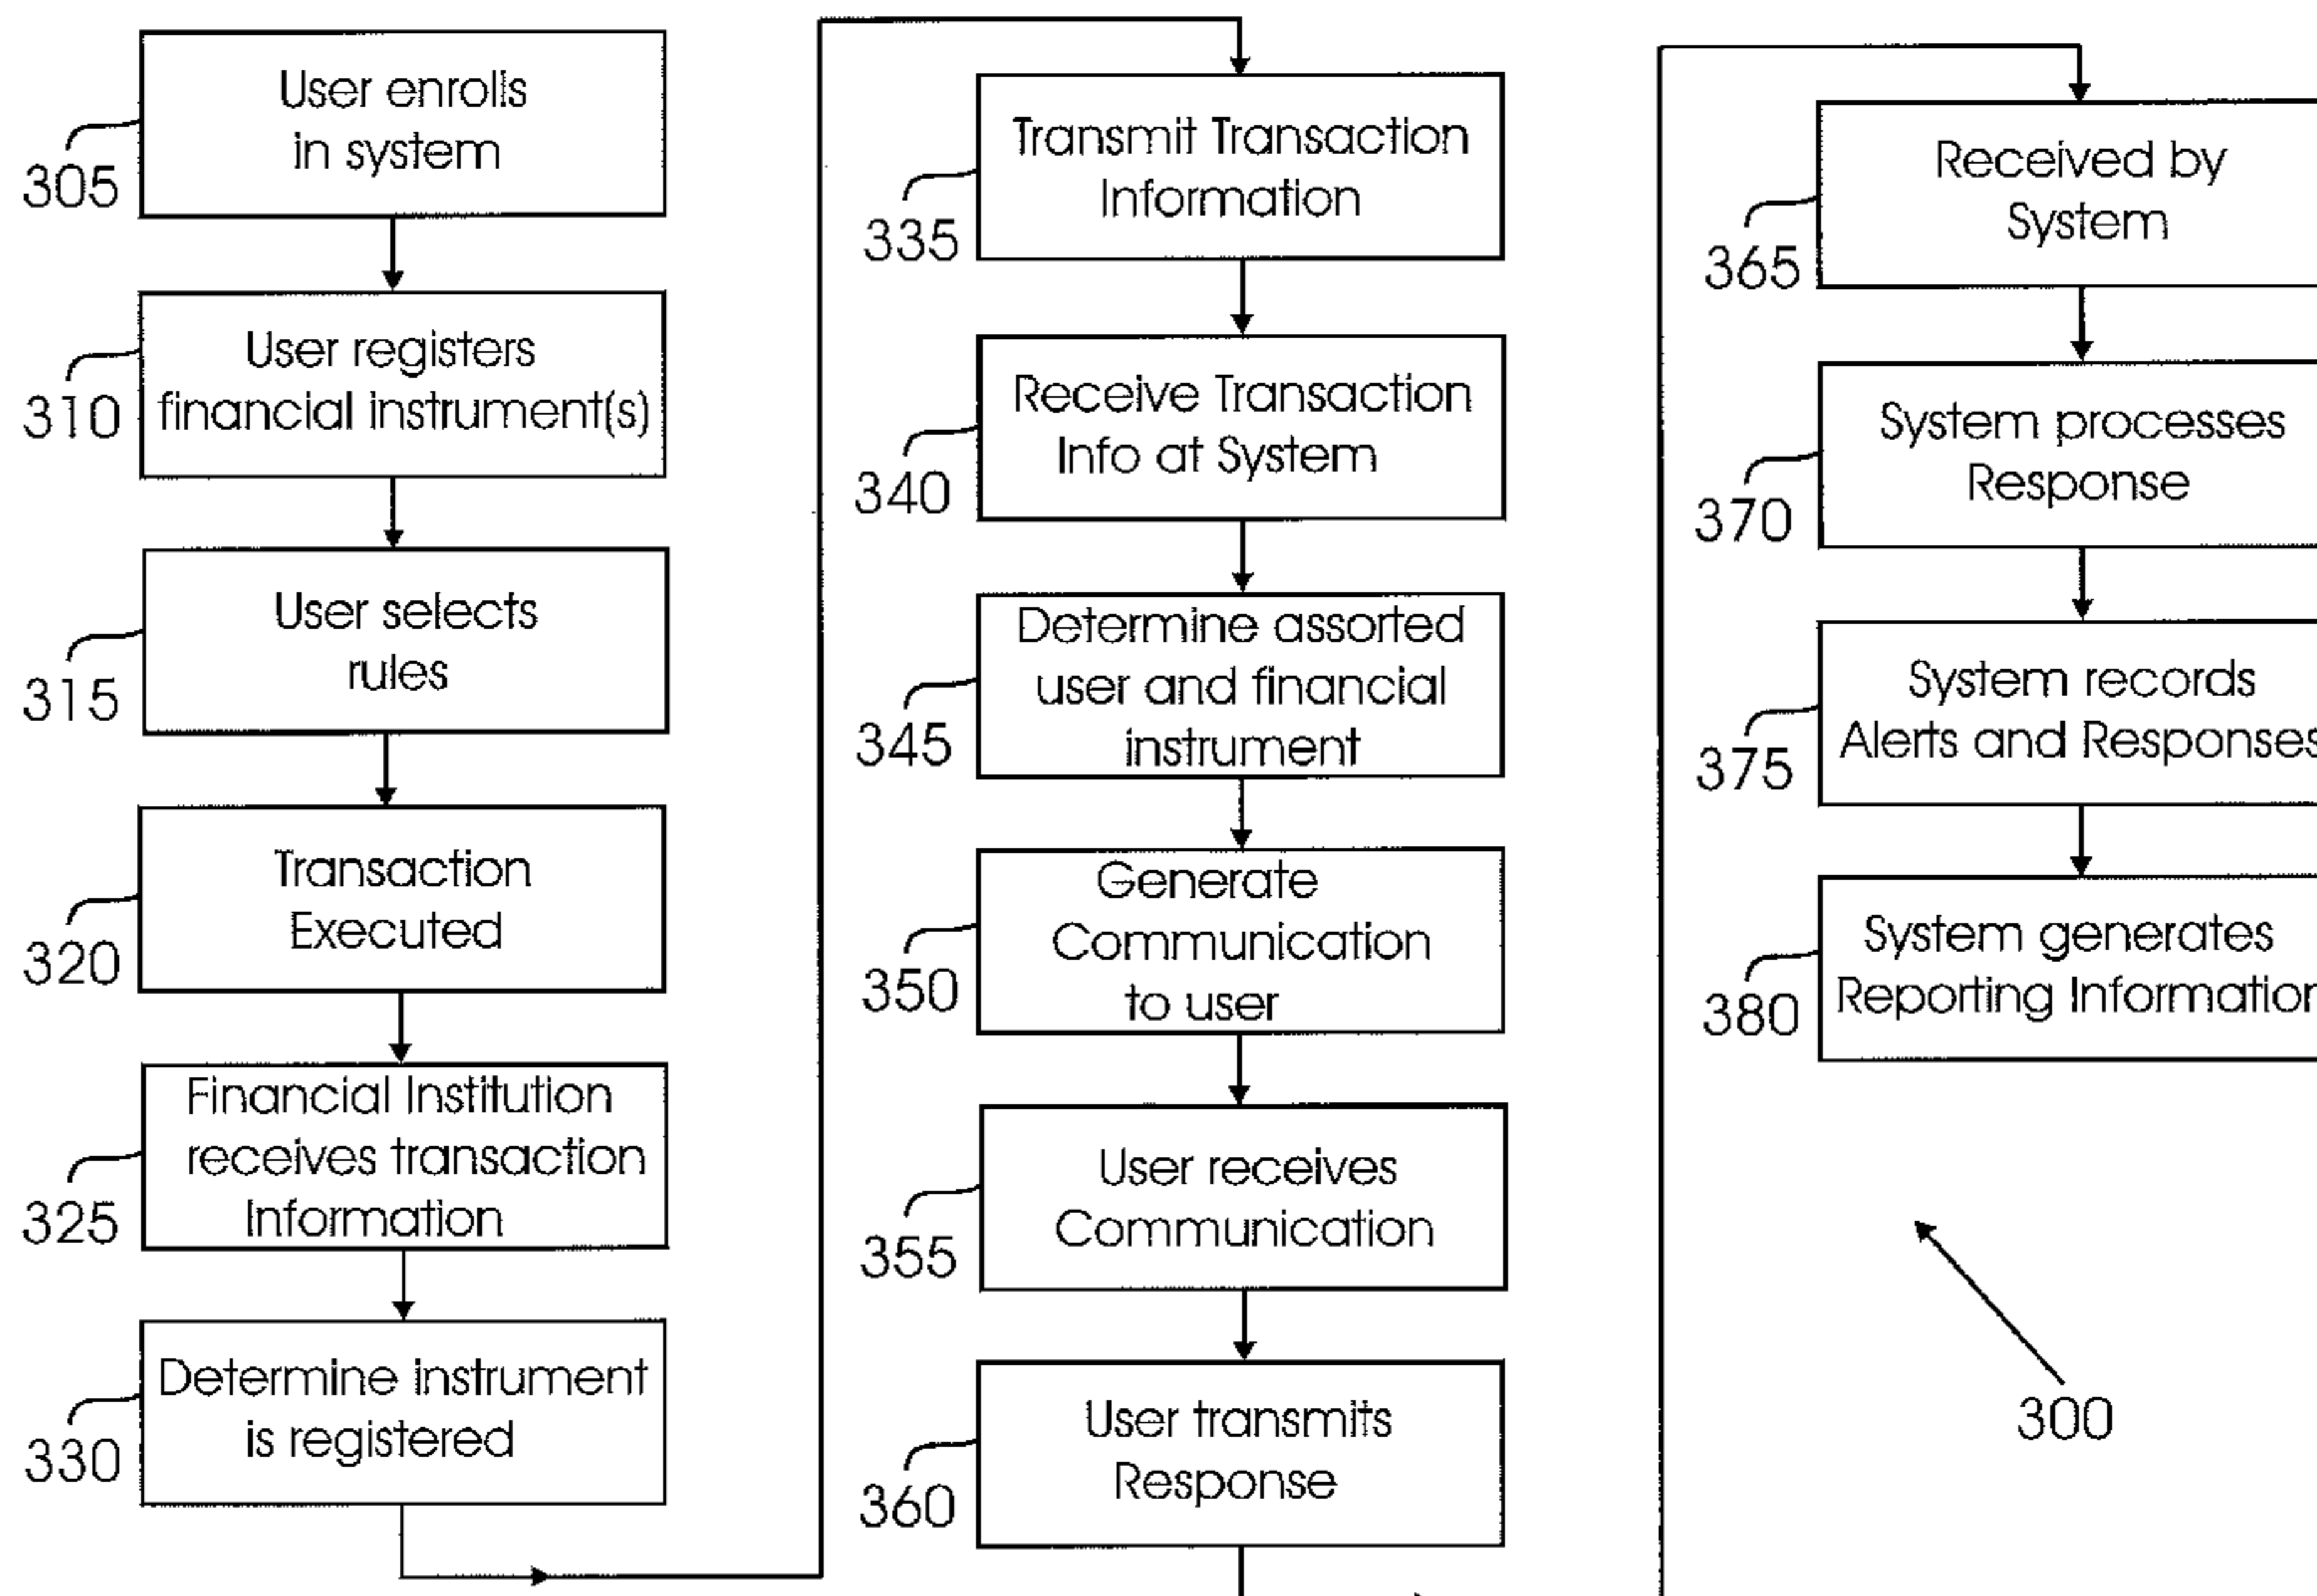 User enrolls
in system
305
User registers
financial instrument(s)
310
User selects
rules
315
Transaction
Executed
320
Financial Institution
receives transaction
Information
325
Determine instrument
is registered
330
Transmit Transaction
Information
335
Receive Transaction
Info at System
340
Determine assorted
user and financial
instrument
345
Generate
Communication
to user
350
User receives
Communication
355
User transmits
Response
360
Received by
System
365
System processes
Response
370
System records
Alerts and Responses
375
System generates
Reporting Information
380
300